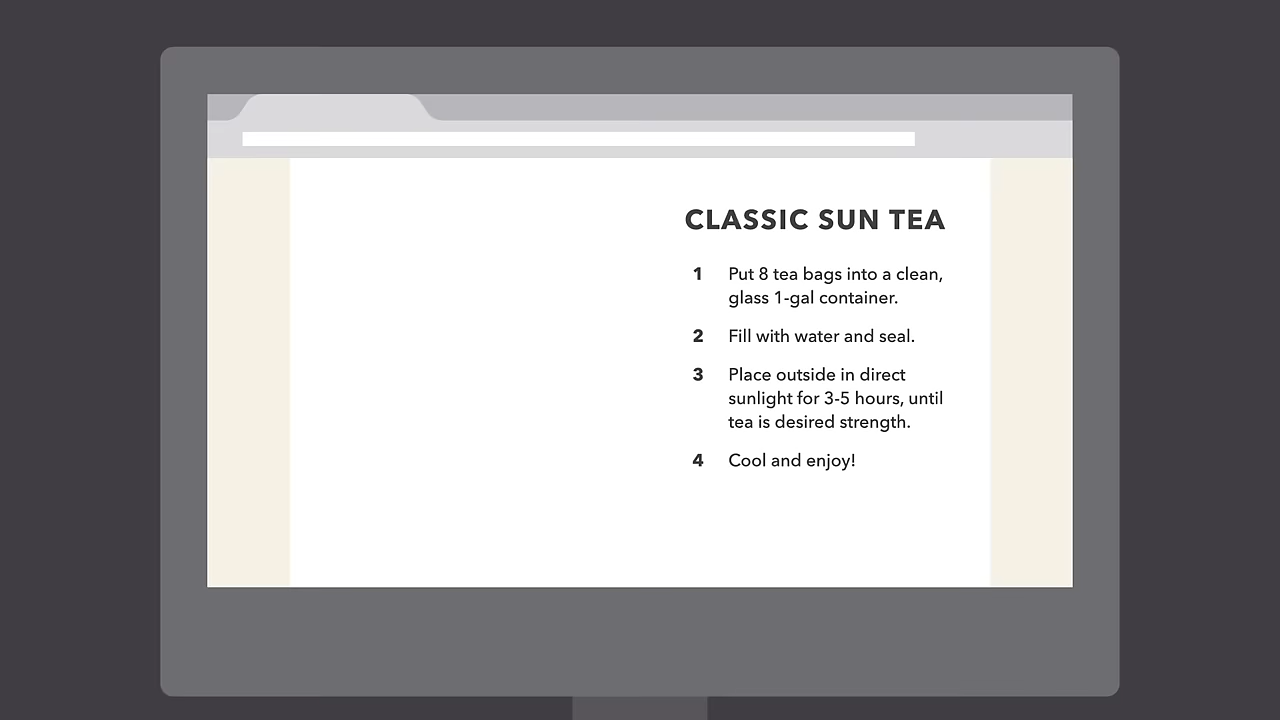 CLASSIC SUN TEA
1 Put 8 tea bags into a clean,
glass 1-gal container.
2 Fill with water and seal.
3 Place outside in direct
sunlight for 3-5 hours, until
tea is desired strength.
4 Cool and enjoy!